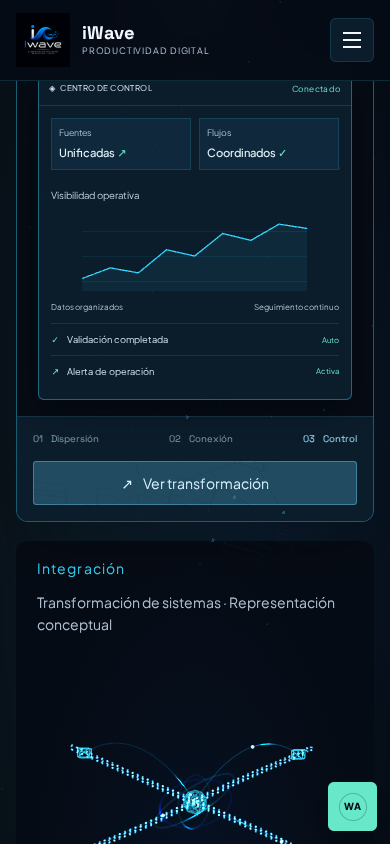 iWave
iWave
PRODUCTIVIDAD DIGITAL
◈ CENTRO DE CONTROL
Conectado
Fuentes
Unificadas ↗
Flujos
Coordinados ✓
Visibilidad operativa
Datos organizados
Seguimiento continuo
✓ Validación completada
Auto
↗ Alerta de operación
Activa
01 Dispersión
02 Conexión
03 Control
↗ Ver transformación
Integración
Transformación de sistemas · Representación
conceptual
WA